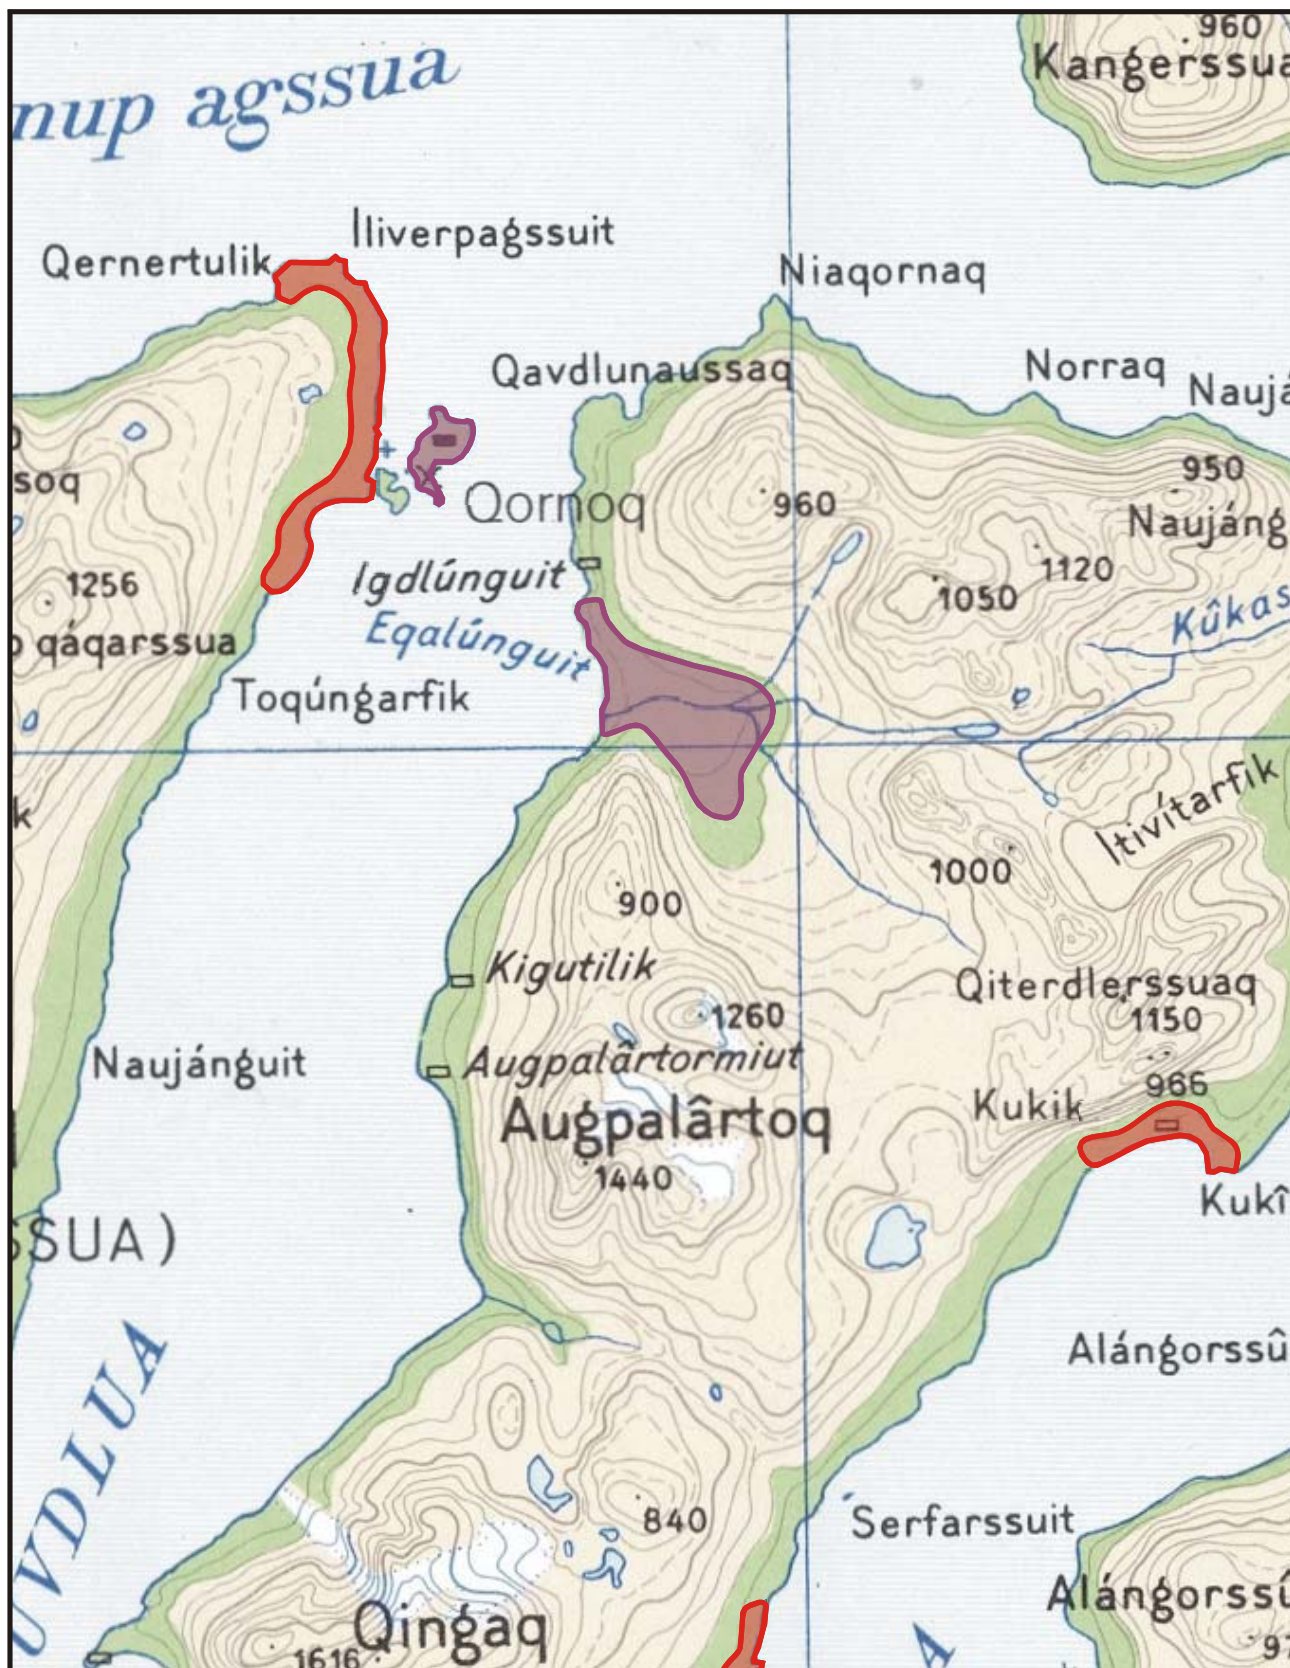 960
Kangerssua
nup agssua
Iliverpagssuit
Qernertulik
Niaqornaq
Qavdlunaussaq
Norraq
Naujá
soq
950
960
Qornoq
Naujáng
1256
Igdlúnguit
1120
1050
Kûkas
Eqalúnguit
qáqarssua
Toqúngarfik
Itivítarfik
k
1000
900
Kigutilik
Qiterdlerssuaq
1260
1150
Augpalârtormiut
Naujánguit
966
Kukik
Augpalârtoq
1440
Kukî
SSUA)
Alángorssû
UVDLUA
840
Serfarssuit
Alángorssû
Qingaq
A
1616
97